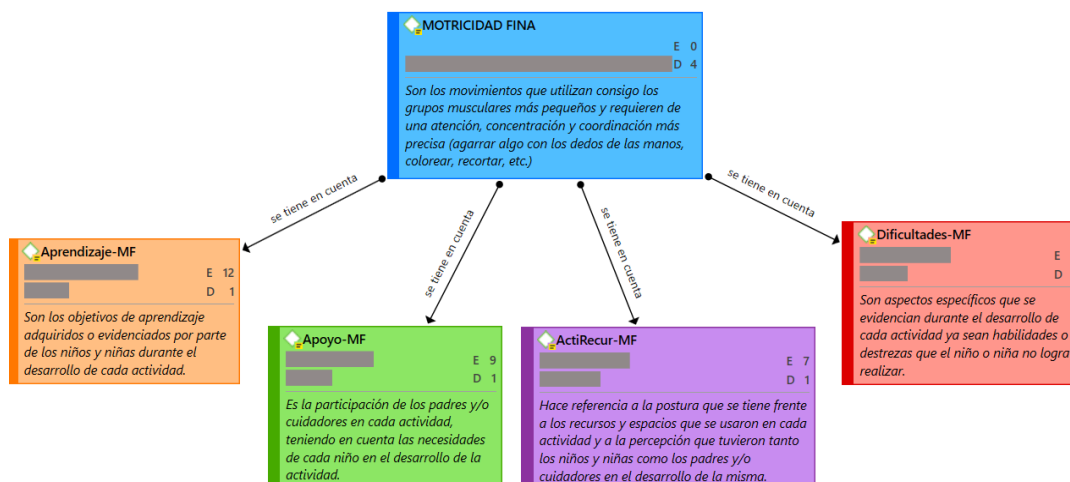 MOTRICIDAD FINA
E 0
D 4
Son los movimientos que utilizan consigo los
grupos musculares más pequeños y requieren de
una atención, concentración y coordinación más
precisa (agarrar algo con los dedos de las manos,
colorear, recortar, etc.)
se tiene en cuenta
se tiene en cuenta
se tiene en cuenta
se tiene en cuenta
Aprendizaje-MF
E 12
D 1
Son los objetivos de aprendizaje
adquiridos o evidenciados por parte
de los niños y niñas durante el
desarrollo de cada actividad.
Apoyo-MF
E 9
D 1
Es la participación de los padres y/o
cuidadores en cada actividad,
teniendo en cuenta las necesidades
de cada niño en el desarrollo de la
actividad.
ActiRecur-MF
E 7
D 1
Hace referencia a la postura que se tiene frente
a los recursos y espacios que se usaron en cada
actividad y a la percepción que tuvieron tanto
los niños y niñas como los padres y/o
cuidadores en el desarrollo de la misma.
Dificultades-MF
E
D
Son aspectos específicos que se
evidencian durante el desarrollo de
cada actividad ya sean habilidades o
destrezas que el niño o niña no logra
realizar.